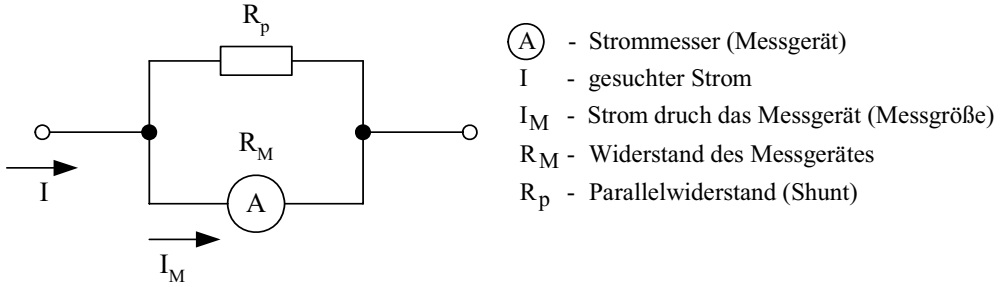 R_p
R_M
A
I
I_M
A - Strommesser (Messgerät)
I - gesuchter Strom
I_M - Strom druch das Messgerät (Messgröße)
R_M - Widerstand des Messgerätes
R_p - Parallelwiderstand (Shunt)